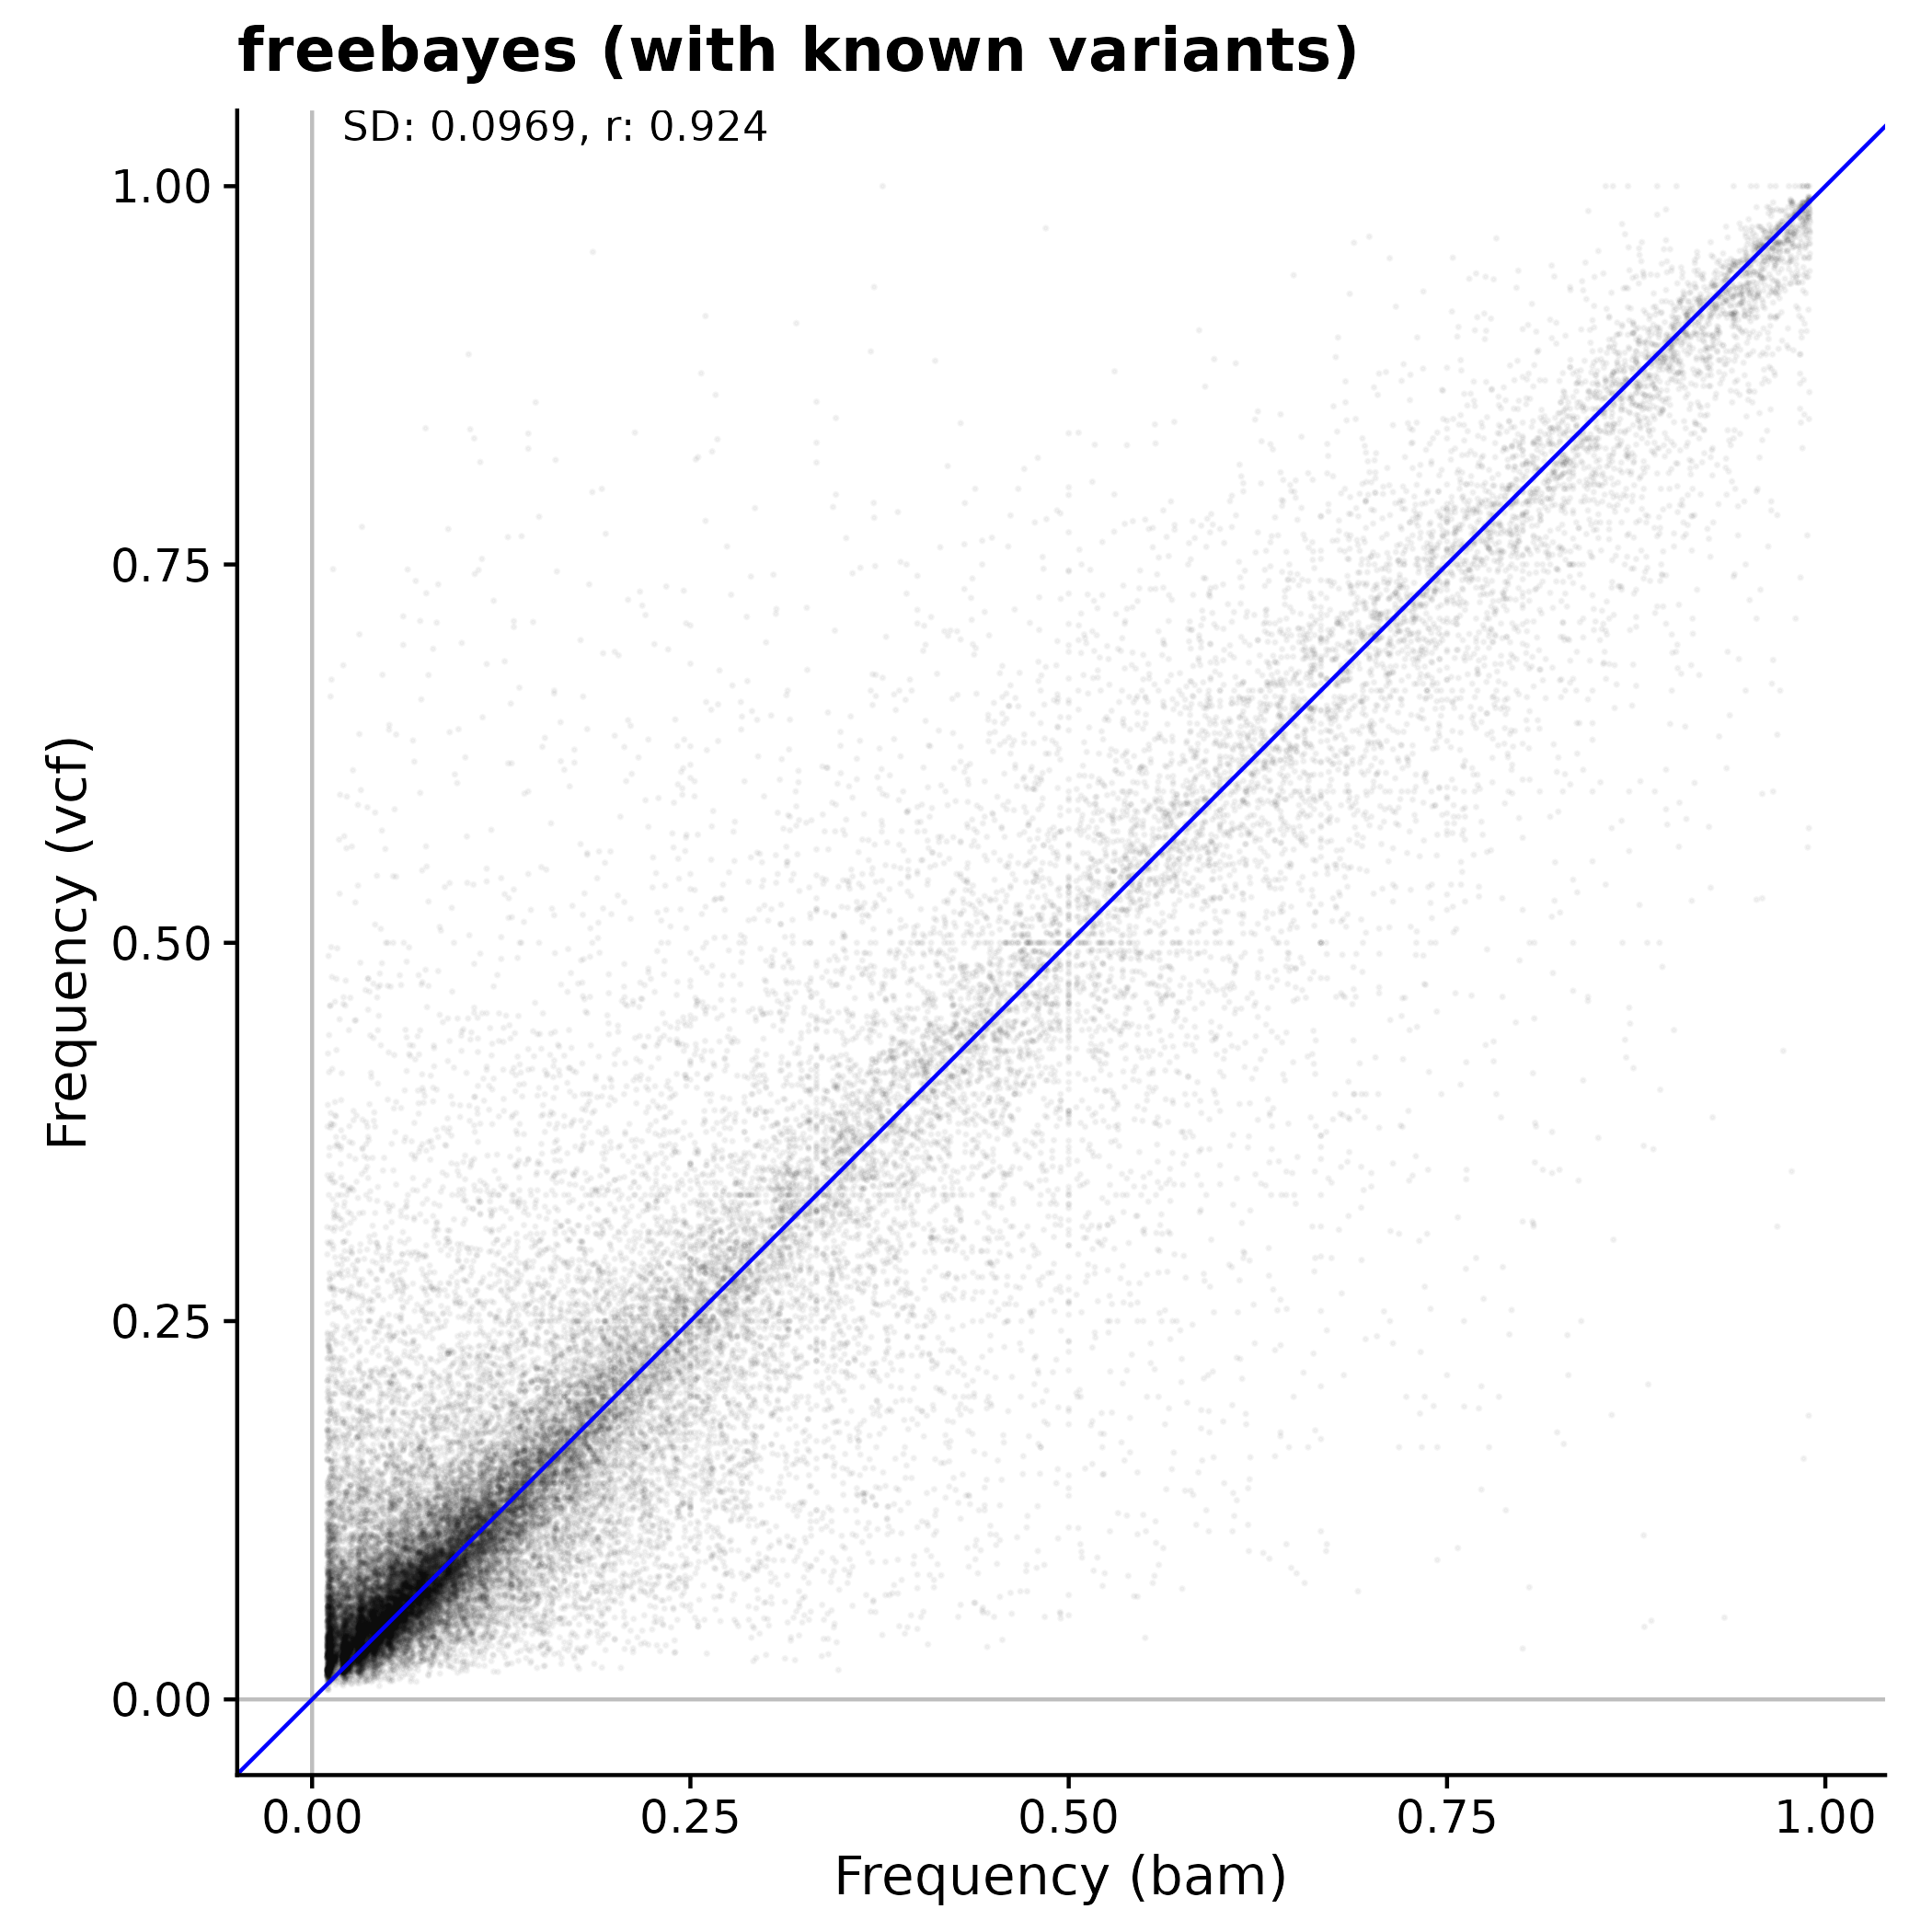 freebayes (with known variants)
SD: 0.0969, r: 0.924
1.00
0.75
0.50
0.25
0.00
Frequency (vcf)
0.00 0.25 0.50 0.75 1.00
Frequency (bam)